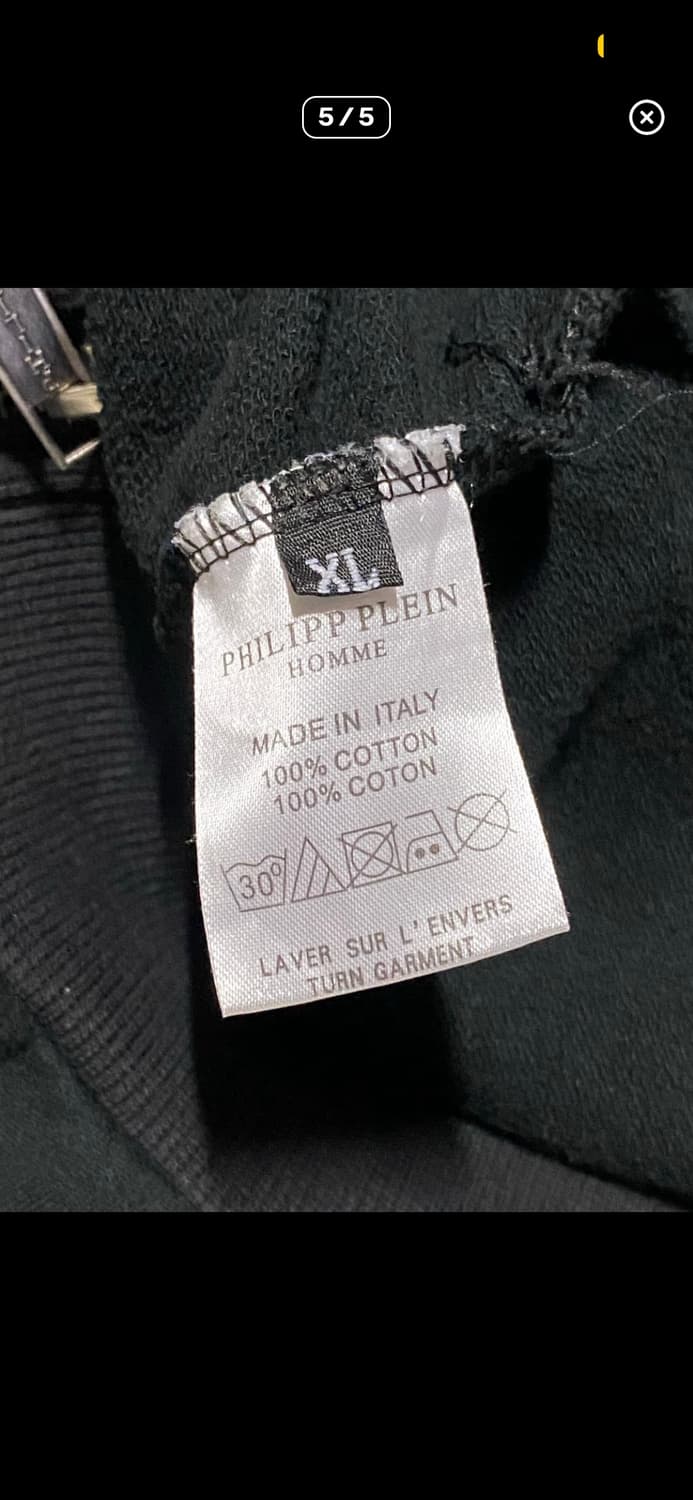 5/5
XL
PHILIPP PLEIN
HOMME
MADE IN ITALY
100% COTTON
100% COTON
30°
LAVER SUR L' ENVERS
TURN GARMENT